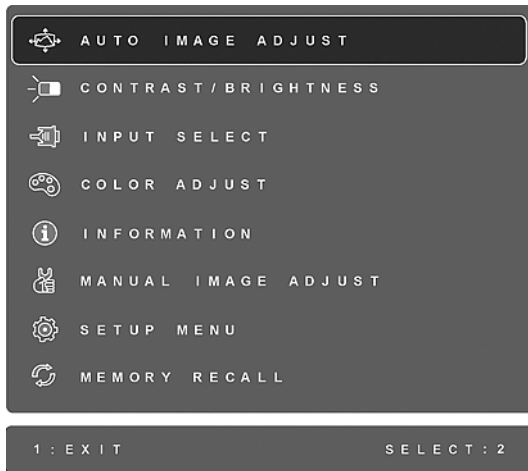 AUTO IMAGE ADJUST
CONTRAST/BRIGHTNESS
INPUT SELECT
COLOR ADJUST
INFORMATION
MANUAL IMAGE ADJUST
SETUP MENU
MEMORY RECALL
1:EXIT SELECT:2